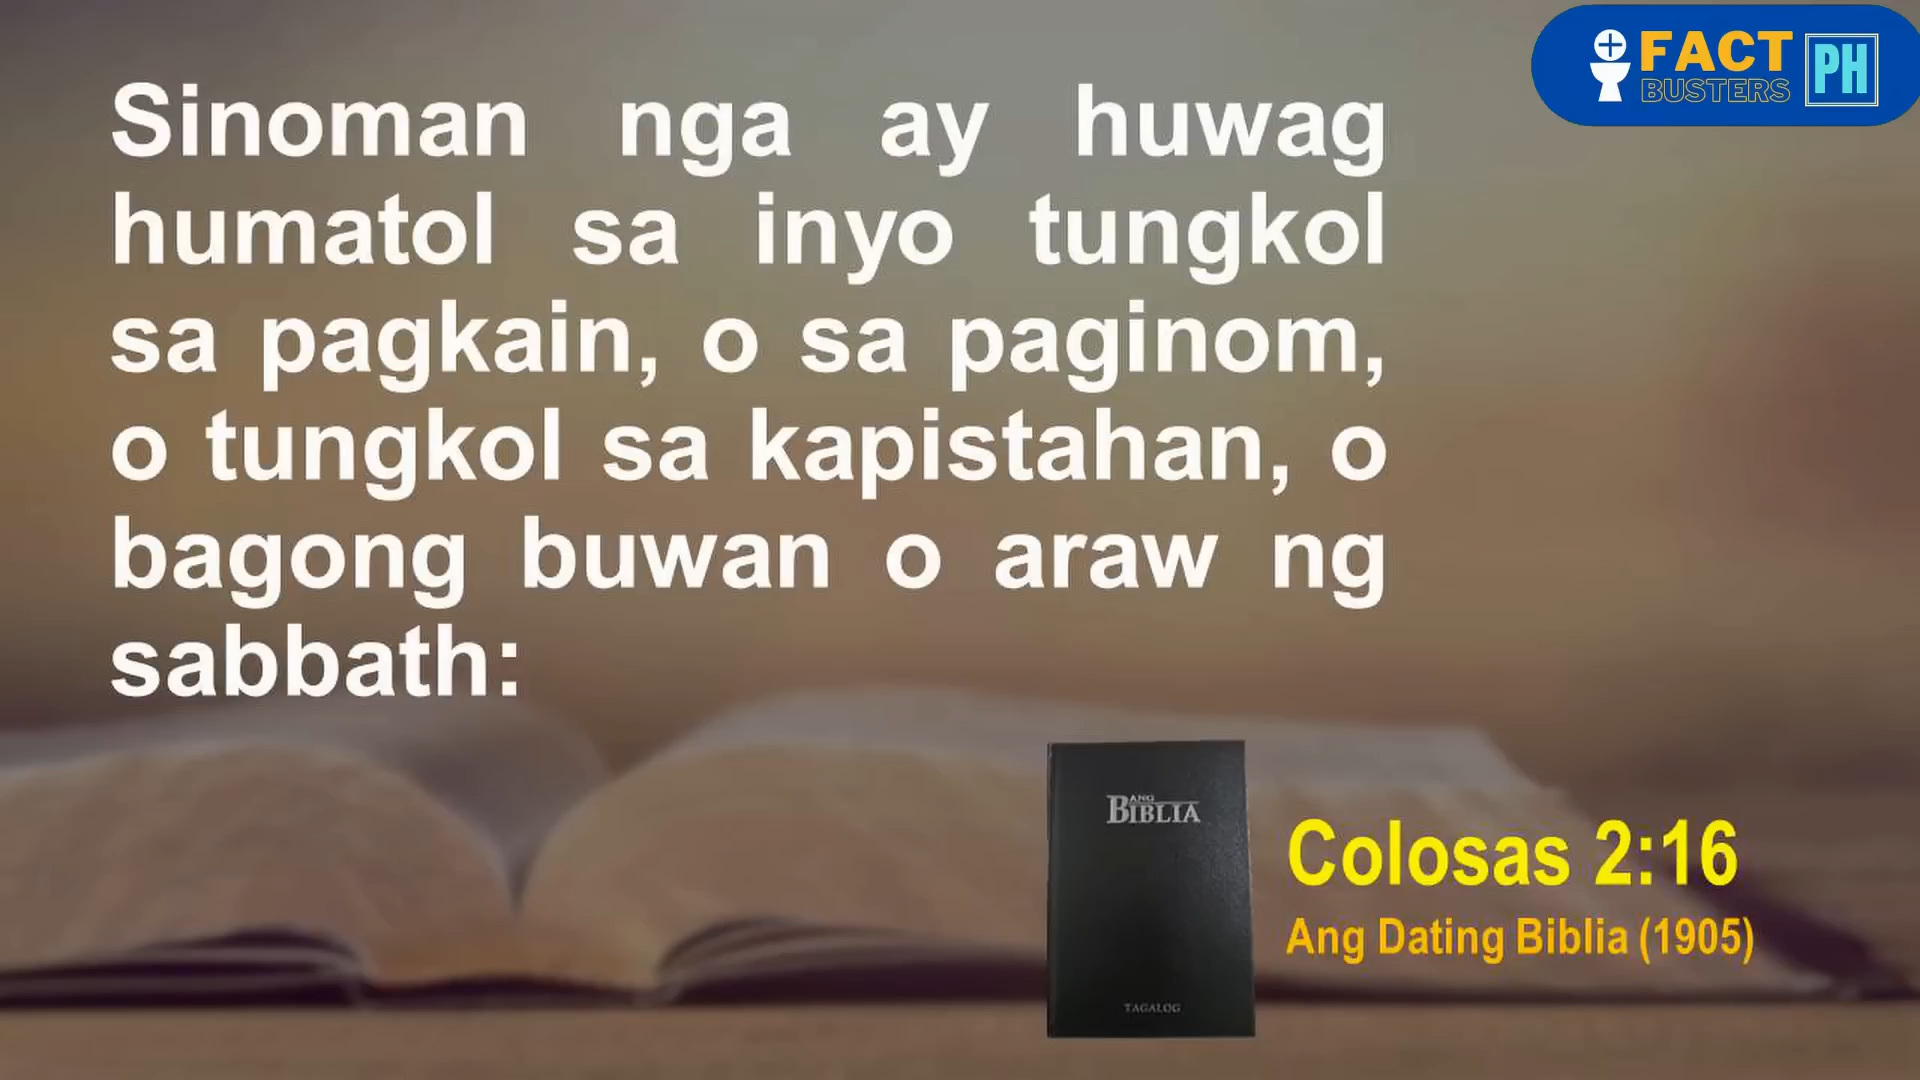 FACT
BUSTERS
PH
Sinoman nga ay huwag
humatol sa inyo tungkol
sa pagkain, o sa paginom,
o tungkol sa kapistahan, o
bagong buwan o araw ng
sabbath:
ANG
BIBLIA
TAGALOG
Colosas 2:16
Ang Dating Biblia (1905)